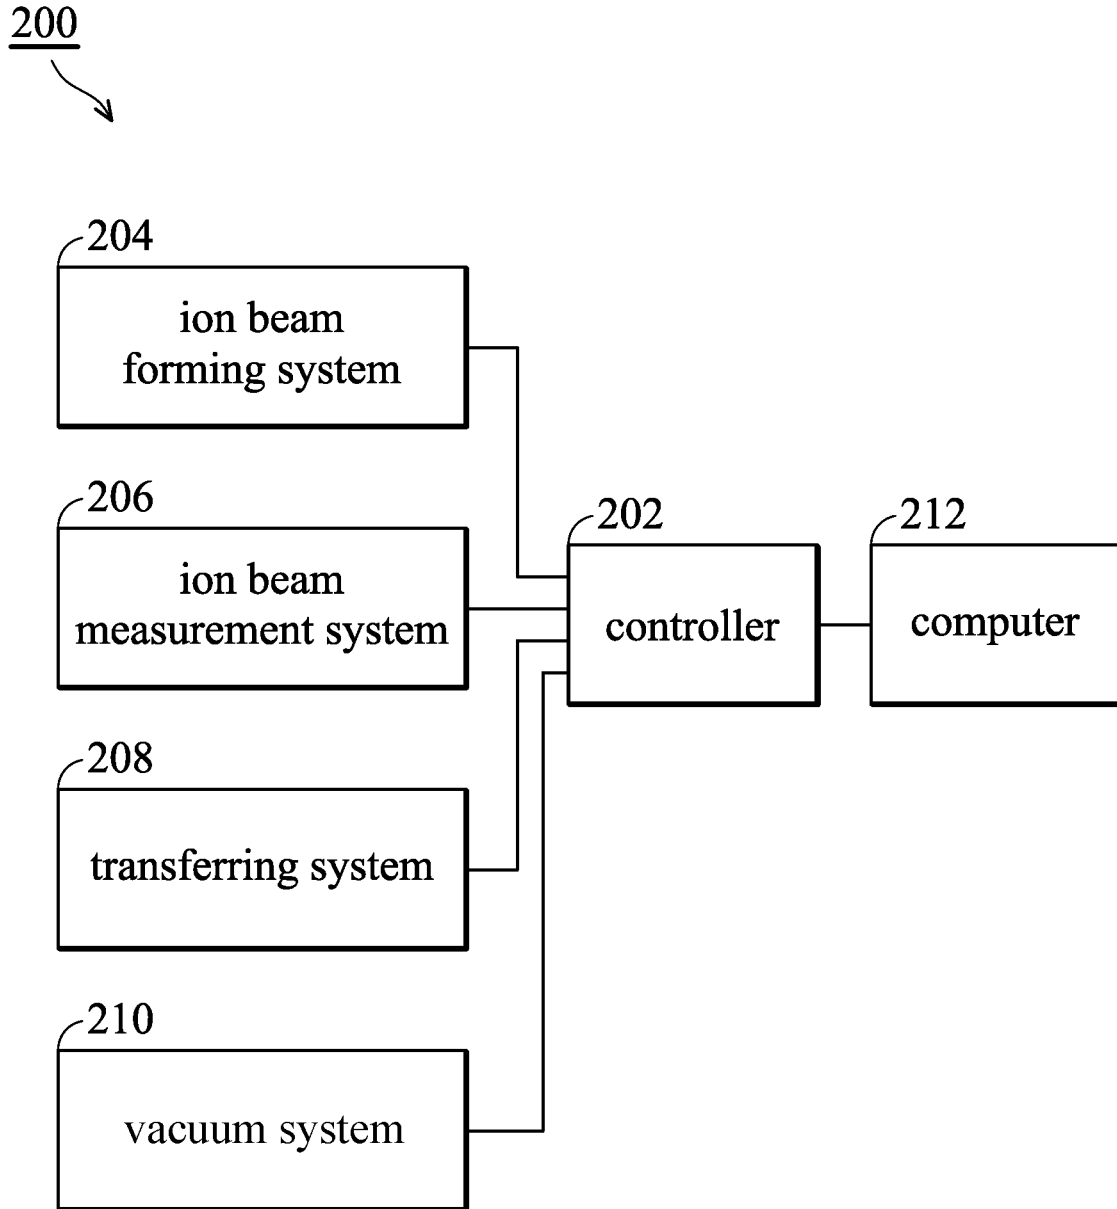 200
204
ion beam
forming system
206
ion beam
measurement system
202
controller
212
computer
208
transferring system
210
vacuum system